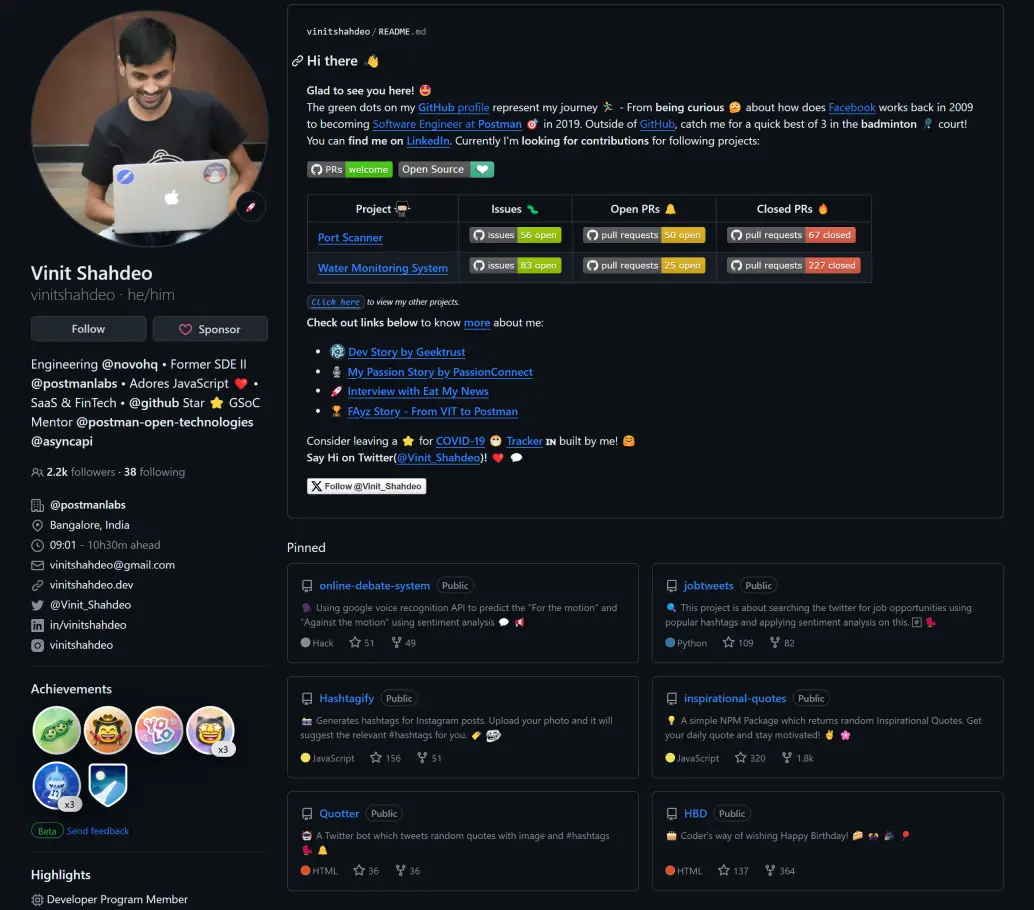 vinitshahdeo / README.md
Hi there 👋
Glad to see you here! 🤩
The green dots on my GitHub profile represent my journey 🏃 - From being curious 🤔 about how does Facebook works back in 2009
to becoming Software Engineer at Postman 🎯 in 2019. Outside of GitHub, catch me for a quick best of 3 in the badminton 🏸 court!
You can find me on LinkedIn. Currently I'm looking for contributions for following projects:
PRs welcome Open Source
Project Issues Open PRs Closed PRs
Port Scanner issues 56 open pull requests 50 open pull requests 67 closed
Water Monitoring System issues 83 open pull requests 25 open pull requests 227 closed
Click here to view my other projects.
Check out links below to know more about me:
Dev Story by Geektrust
My Passion Story by PassionConnect
Interview with Eat My News
FAyz Story - From VIT to Postman
Consider leaving a ⭐ for COVID-19 😷 Tracker IN built by me! 🤗
Say Hi on Twitter(@Vinit_Shahdeo)! ❤️ 💬
Follow @Vinit_Shahdeo
Vinit Shahdeo
vinitshahdeo · he/him
Follow Sponsor
Engineering @novohq • Former SDE II
@postmanlabs • Adores JavaScript ❤️ •
SaaS & FinTech • @github Star ⭐ GSoC
Mentor @postman-open-technologies
@asyncapi
2.2k followers · 38 following
@postmanlabs
Bangalore, India
09:01 - 10h30m ahead
vinitshahdeo@gmail.com
vinitshahdeo.dev
@Vinit_Shahdeo
in/vinitshahdeo
vinitshahdeo
Achievements
YOLO
x3
x3
Beta Send feedback
Highlights
Developer Program Member
Pinned
online-debate-system Public
Using google voice recognition API to predict the "For the motion" and
"Against the motion" using sentiment analysis
Hack 51 49
jobtweets Public
This project is about searching the twitter for job opportunities using
popular hashtags and applying sentiment analysis on this. #️⃣
Python 109 82
Hashtagify Public
Generates hashtags for Instagram posts. Upload your photo and it will
suggest the relevant #hashtags for you.
JavaScript 156 51
inspirational-quotes Public
A simple NPM Package which returns random Inspirational Quotes. Get
your daily quote and stay motivated!
JavaScript 320 1.8k
Quotter Public
A Twitter bot which tweets random quotes with image and #hashtags
HTML 36 36
HBD Public
Coder's way of wishing Happy Birthday!
HTML 137 364